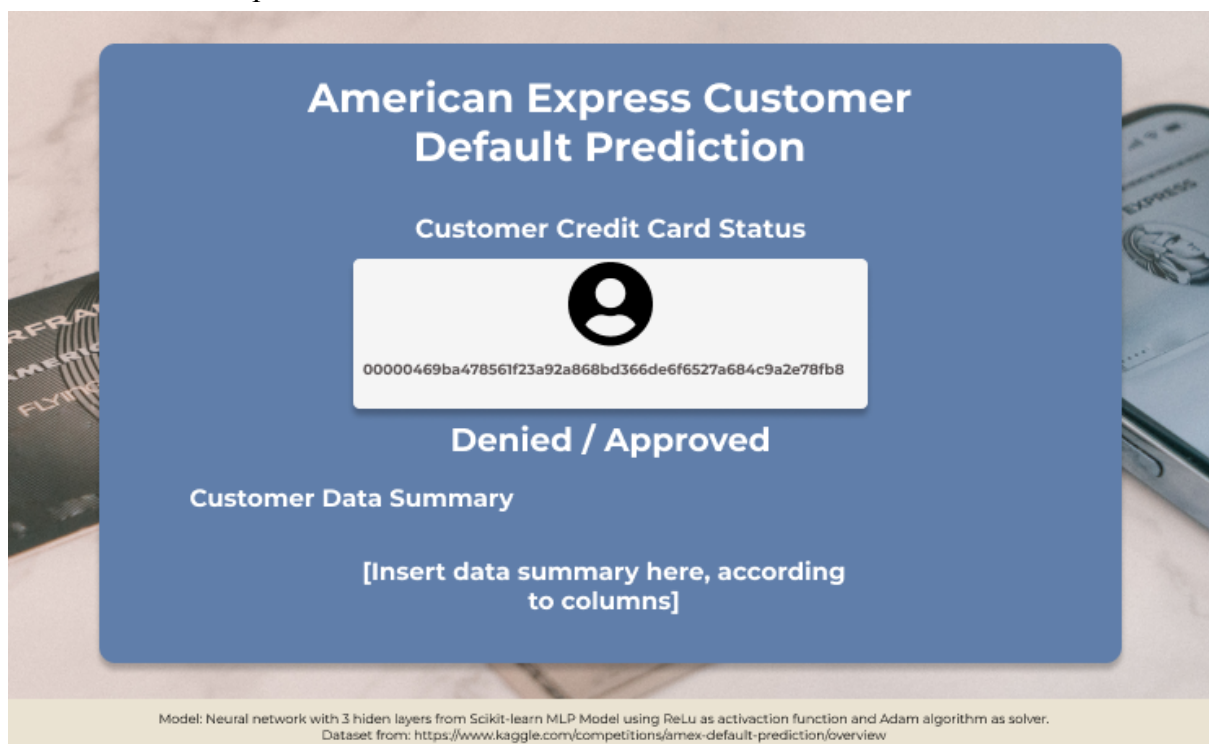 American Express Customer
Default Prediction
Customer Credit Card Status
00000469ba478561f23a92a868bd366de6f6527a684c9a2e78fb8
Denied / Approved
Customer Data Summary
[Insert data summary here, according
to columns]
EXPRESS
Model: Neural network with 3 hiden layers from Scikit-learn MLP Model using ReLu as activaction function and Adam algorithm as solver.
Dataset from: https://www.kaggle.com/competitions/amex-default-prediction/overview